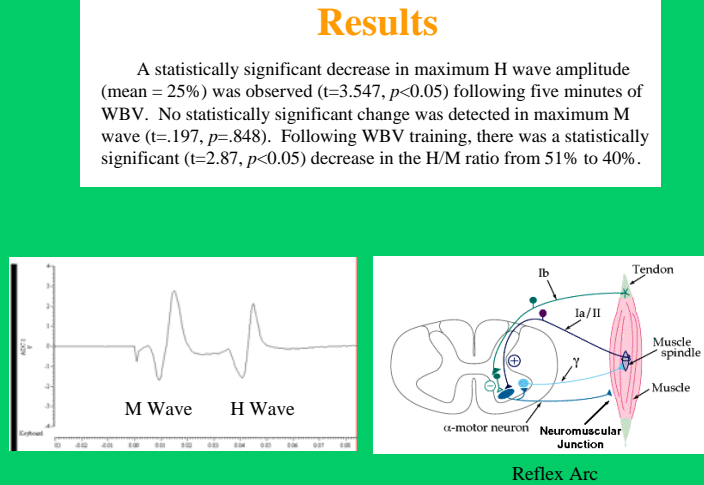 Results
A statistically significant decrease in maximum H wave amplitude
(mean = 25%) was observed (t=3.547, p<0.05) following five minutes of
WBV. No statistically significant change was detected in maximum M
wave (t=.197, p=.848). Following WBV training, there was a statistically
significant (t=2.87, p<0.05) decrease in the H/M ratio from 51% to 40%.
M Wave H Wave
Keyboard
Ib
Tendon
Ia/II
Muscle
spindle
γ
Muscle
α-motor neuron
Neuromuscular
Junction
Reflex Arc